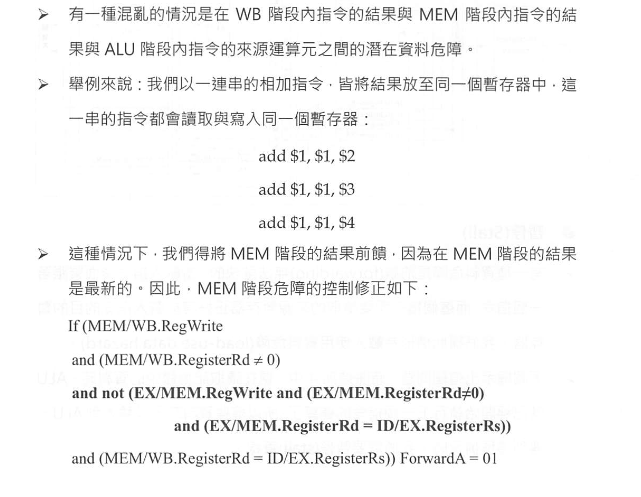 ➤ 有一種混亂的情況是在 WB 階段內指令的結果與 MEM 階段內指令的結
果與 ALU 階段內指令的來源運算元之間的潛在資料危障。
➤ 舉例來說：我們以一連串的相加指令，皆將結果放至同一個暫存器中，這
一串的指令都會讀取與寫入同一個暫存器：
add $1, $1, $2
add $1, $1, $3
add $1, $1, $4
➤ 這種情況下，我們得將 MEM 階段的結果前饋，因為在 MEM 階段的結果
是最新的。因此，MEM 階段危障的控制修正如下：
If (MEM/WB.RegWrite
and (MEM/WB.RegisterRd ≠ 0)
and not (EX/MEM.RegWrite and (EX/MEM.RegisterRd≠0)
and (EX/MEM.RegisterRd = ID/EX.RegisterRs))
and (MEM/WB.RegisterRd = ID/EX.RegisterRs)) ForwardA = 01